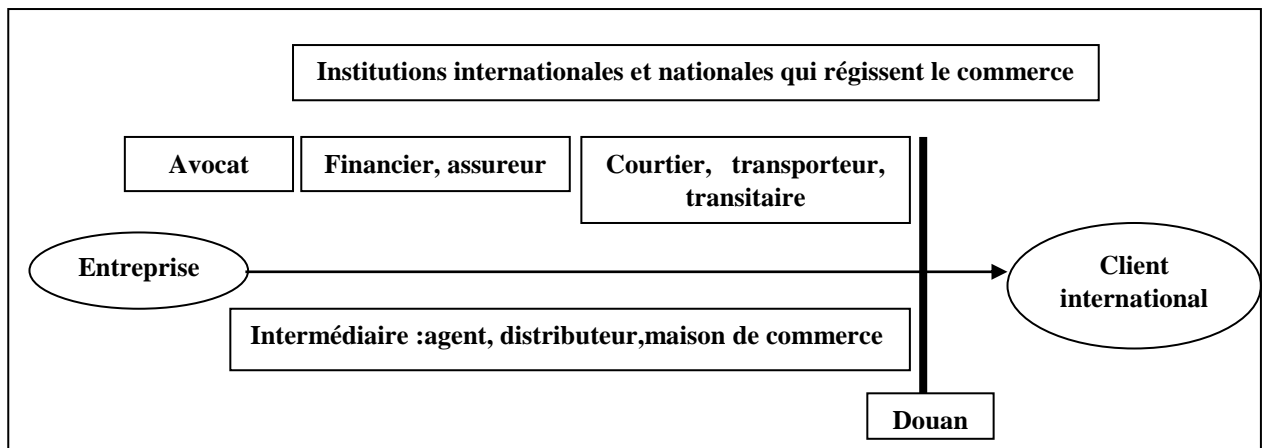 Institutions internationales et nationales qui régissent le commerce
Avocat
Financier, assureur
Courtier, transporteur,
transitaire
Entreprise
Client
international
Intermédiaire :agent, distributeur,maison de commerce
Douan